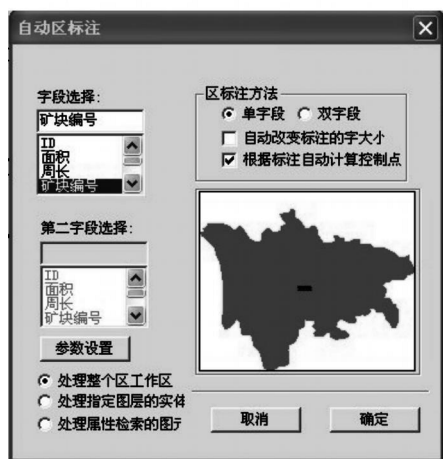 自动区标注
字段选择:
矿块编号
ID
面积
周长
矿块编号
第二字段选择:
ID
面积
周长
矿块编号
参数设置
处理整个区工作区
处理指定图层的实体
处理属性检索的图元
区标注方法
单字段 双字段
自动改变标注的字大小
根据标注自动计算控制点
取消 确定